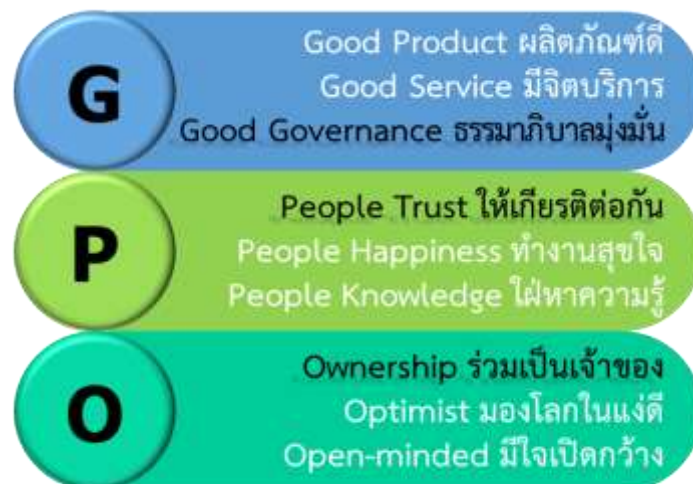 G
Good Product ผลิตภัณฑ์ดี
Good Service มีจิตบริการ
Good Governance ธรรมาภิบาลมุ่งมั่น
P
People Trust ให้เกียรติต่อกัน
People Happiness ทำงานสุขใจ
People Knowledge ใฝ่หาความรู้
O
Ownership ร่วมเป็นเจ้าของ
Optimist มองโลกในแง่ดี
Open-minded มีใจเปิดกว้าง